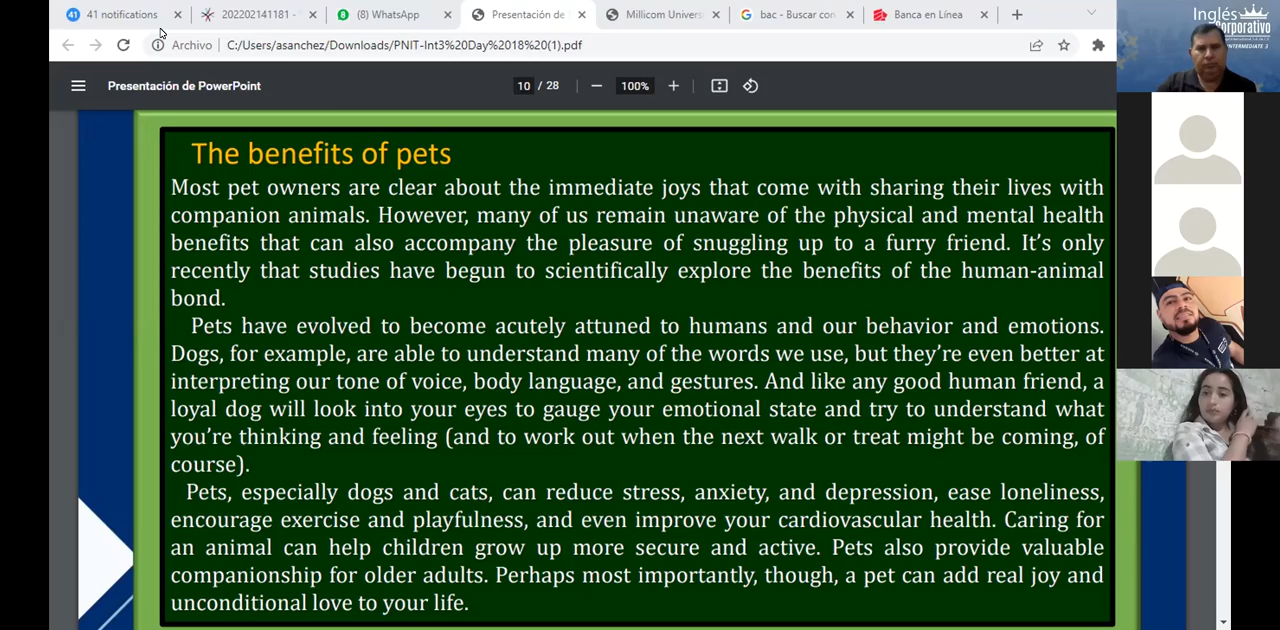 41 notifications
202202141181 -
(8) WhatsApp
Presentación de
Millicom Univers
bac - Buscar con
Banca en Línea
Archivo
C:/Users/asanchez/Downloads/PNIT-Int3%20Day%2018%20(1).pdf
Presentación de PowerPoint
10 / 28
100%
Inglés
Corporativo
INTERMEDIATE 3
The benefits of pets
Most pet owners are clear about the immediate joys that come with sharing their lives with
companion animals. However, many of us remain unaware of the physical and mental health
benefits that can also accompany the pleasure of snuggling up to a furry friend. It's only
recently that studies have begun to scientifically explore the benefits of the human-animal
bond.
Pets have evolved to become acutely attuned to humans and our behavior and emotions.
Dogs, for example, are able to understand many of the words we use, but they're even better at
interpreting our tone of voice, body language, and gestures. And like any good human friend, a
loyal dog will look into your eyes to gauge your emotional state and try to understand what
you're thinking and feeling (and to work out when the next walk or treat might be coming, of
course).
Pets, especially dogs and cats, can reduce stress, anxiety, and depression, ease loneliness,
encourage exercise and playfulness, and even improve your cardiovascular health. Caring for
an animal can help children grow up more secure and active. Pets also provide valuable
companionship for older adults. Perhaps most importantly, though, a pet can add real joy and
unconditional love to your life.